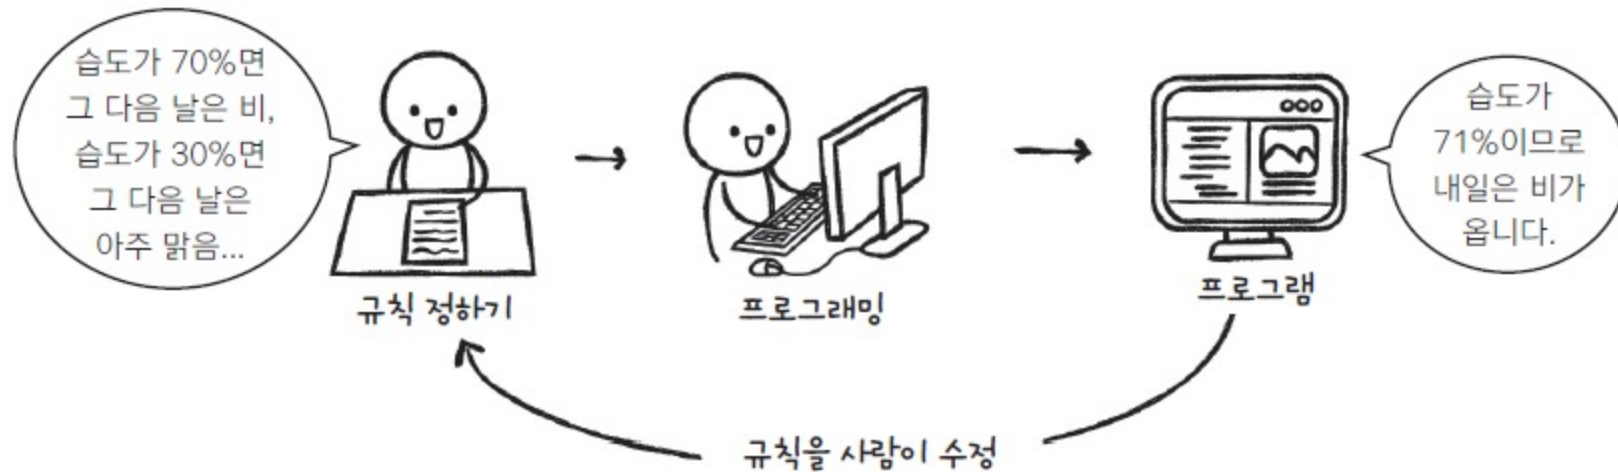 습도가 70%면
그 다음 날은 비,
습도가 30%면
그 다음 날은
아주 맑음...
규칙 정하기
프로그래밍
프로그램
습도가
71%이므로
내일은 비가
옵니다.
규칙을 사람이 수정